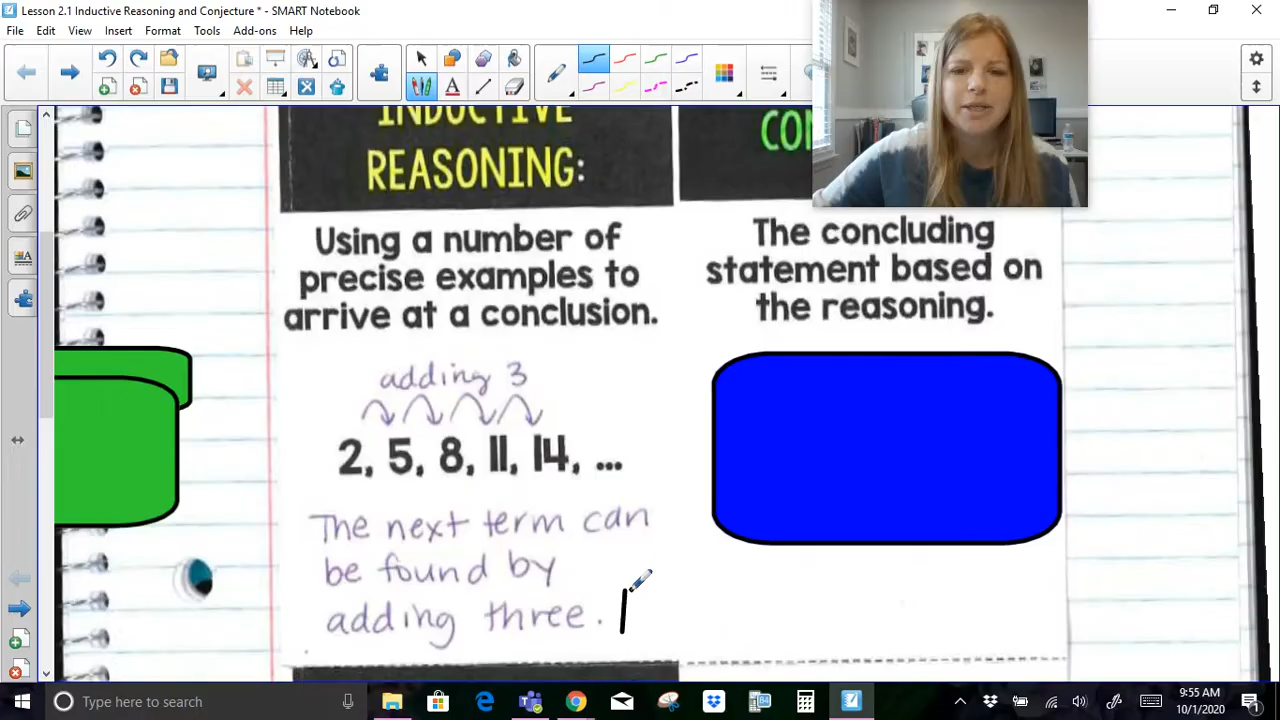 Lesson 2.1 Inductive Reasoning and Conjecture * - SMART Notebook
File Edit View Insert Format Tools Add-ons Help
INDUCTIVE
REASONING:
Using a number of
precise examples to
arrive at a conclusion.
adding 3
2, 5, 8, 11, 14, ...
The next term can
be found by
adding three.
CON
The concluding
statement based on
the reasoning.
Type here to search
9:55 AM
10/1/2020